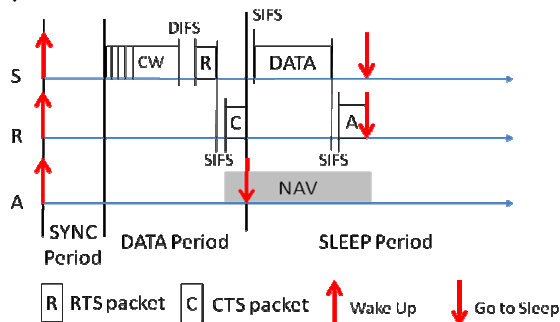 SIFS
DIFS
S
CW
R
DATA
R
C
A
SIFS
SIFS
A
NAV
SYNC Period
DATA Period
SLEEP Period
R RTS packet
C CTS packet
Wake Up
Go to Sleep